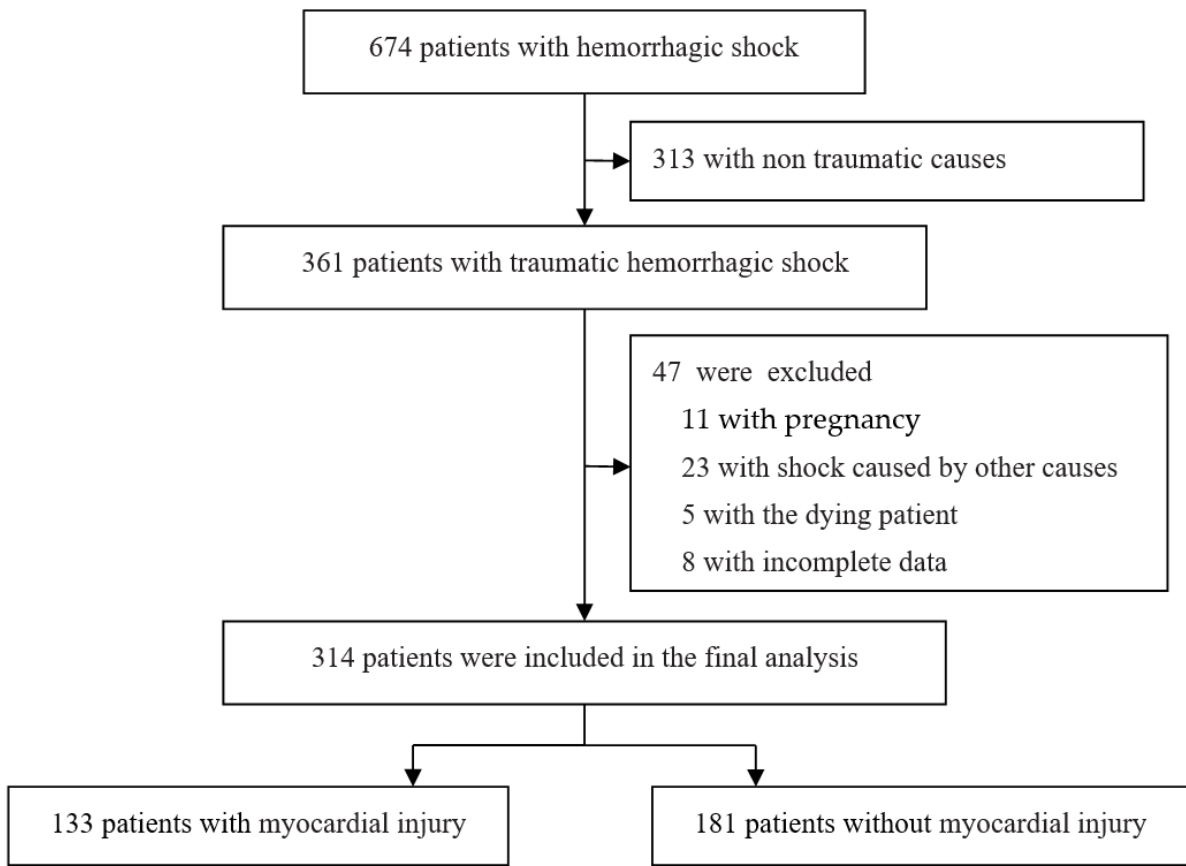 674 patients with hemorrhagic shock
313 with non traumatic causes
361 patients with traumatic hemorrhagic shock
47 were excluded
11 with pregnancy
23 with shock caused by other causes
5 with the dying patient
8 with incomplete data
314 patients were included in the final analysis
133 patients with myocardial injury
181 patients without myocardial injury